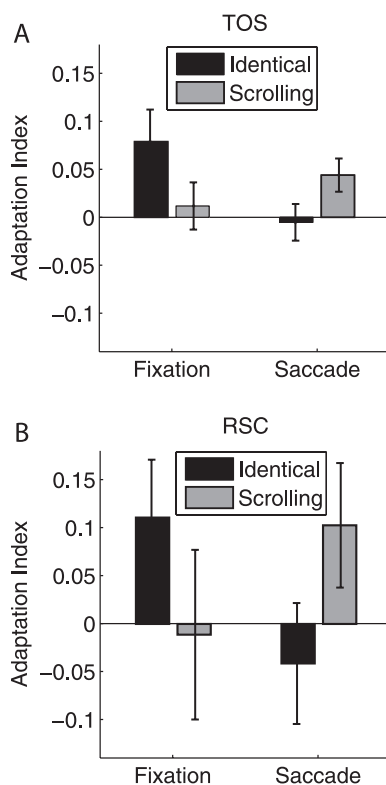 A
TOS
Identical
Scrolling
0.15
0.1
0.05
0
−0.05
−0.1
Adaptation Index
Fixation
Saccade
B
RSC
Identical
Scrolling
0.15
0.1
0.05
0
−0.05
−0.1
Adaptation Index
Fixation
Saccade